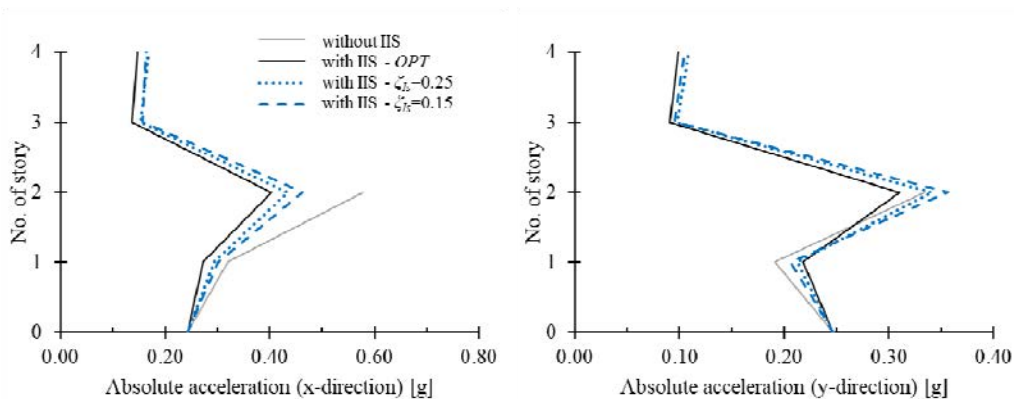 4
3
2
1
0
No. of story
0.00
0.20
0.40
0.60
0.80
Absolute acceleration (x-direction) [g]
without IIS
with IIS - OPT
with IIS - ζIs=0.25
with IIS - ζIs=0.15
4
3
2
1
0
No. of story
0.00
0.10
0.20
0.30
0.40
Absolute acceleration (y-direction) [g]